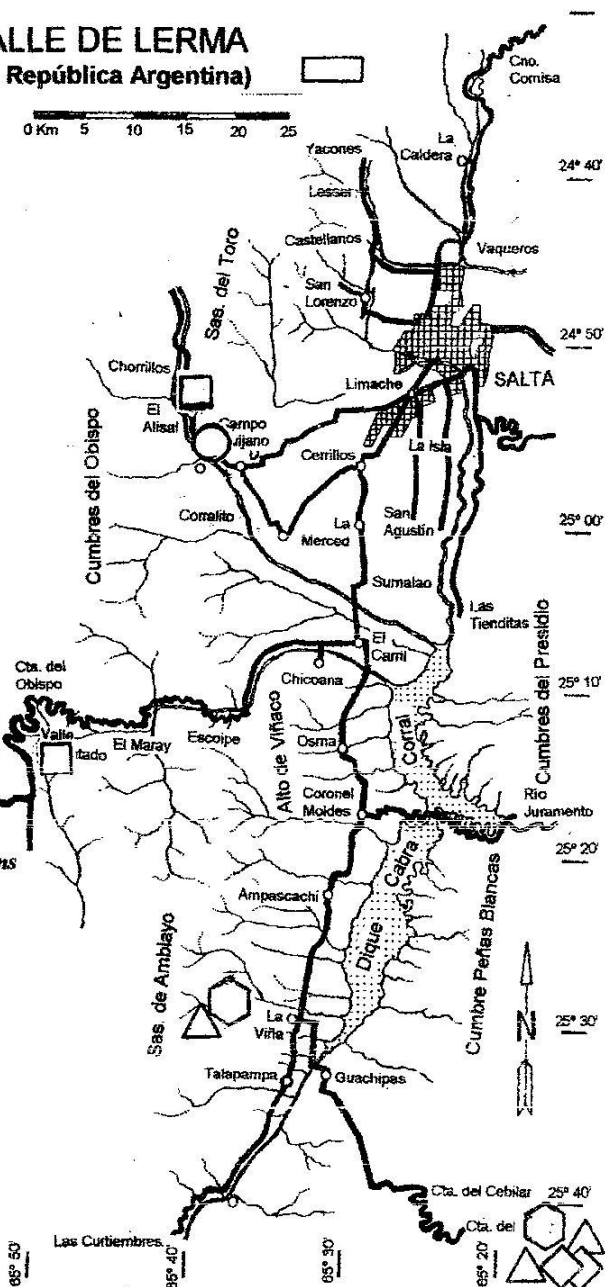 ALLE DE LERMA
República Argentina)
0 Km 5 10 15 20 25
Cno.
Cornisa
La
Caldera
Yacones
24° 40'
Lesser
Castellanos
Vaqueros
Sas. del Toro
San
Lorenzo
24° 50'
Chorrillos
Limache
SALTA
El
Alisal
Campo
uijano
La Isla
Cumbres del Obispo
Cerrillos
Corralito
La
Merced
San
Agustín
25° 00'
Sumalao
Las
Tienditas
El
Carril
Cta. del
Obispo
Chicoana
25° 10'
Cumbres del Presidio
Valle
tado
El Maray
Escoipe
Alto de Viñaco
Osma
Corral
Coronel
Moldes
Río
Juramento
25° 20'
Cabra
Ampascachi
Dique
Cumbre Peñas Blancas
Sas. de Amblayo
La
Viña
N
25° 30'
Talapampa
Guachipas
Cta. del Cebilar
25° 40'
Cta. del
Las Curtiembres
65° 50'
65° 40'
65° 30'
65° 20'